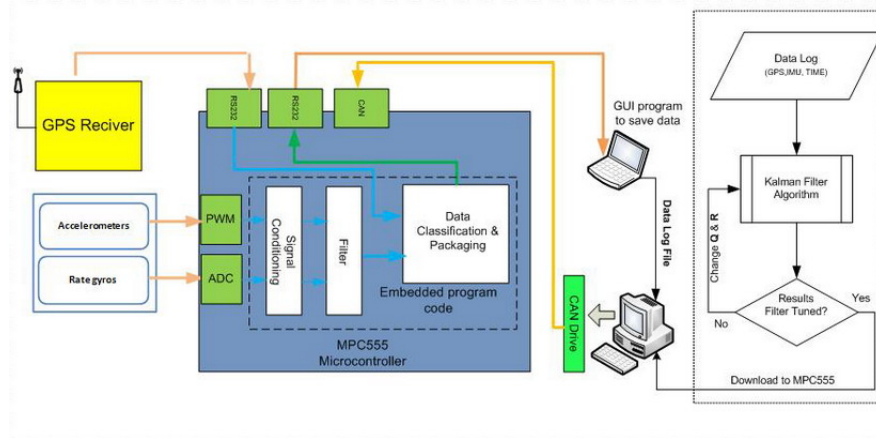 GPS Reciver
Accelerometers
Rate gyros
RS232
RS232
CAN
PWM
ADC
Signal
Conditioning
Filter
Data
Classification &
Packaging
Embedded program
code
MPC555
Microcontroller
GUI program
to save data
Data Log File
CAN Drive
Data Log
(GPS,IMU, TIME)
Kalman Filter
Algorithm
Change Q & R
Results
Filter Tuned?
No
Yes
Download to MPC555